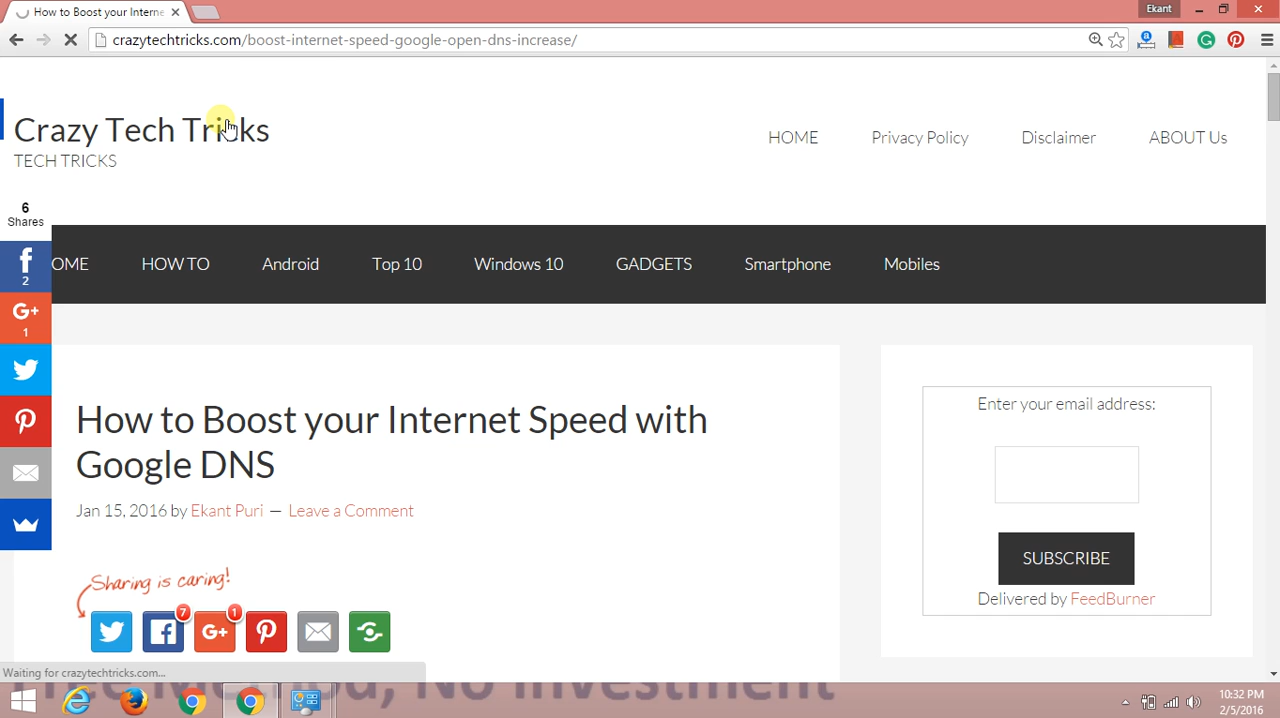 How to Boost your Interne
Ekant
crazytechtricks.com/boost-internet-speed-google-open-dns-increase/
Crazy Tech Tricks
TECH TRICKS
HOME Privacy Policy Disclaimer ABOUT Us
6
Shares
2
1
OME HOW TO Android Top 10 Windows 10 GADGETS Smartphone Mobiles
How to Boost your Internet Speed with
Google DNS
Jan 15, 2016 by Ekant Puri — Leave a Comment
Sharing is caring!
7
1
Enter your email address:
SUBSCRIBE
Delivered by FeedBurner
Waiting for crazytechtricks.com...
Free Method, No Investment
10:32 PM
2/5/2016